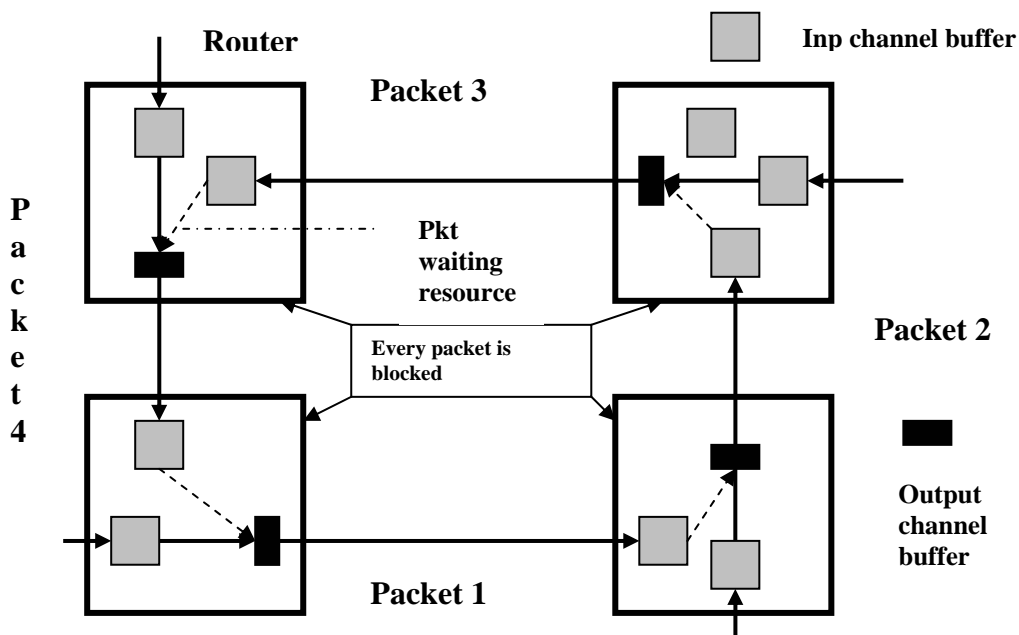 Router
Inp channel buffer
Packet 3
P
a
c
k
e
t
4
Pkt
waiting
resource
Packet 2
Every packet is
blocked
Output
channel
buffer
Packet 1